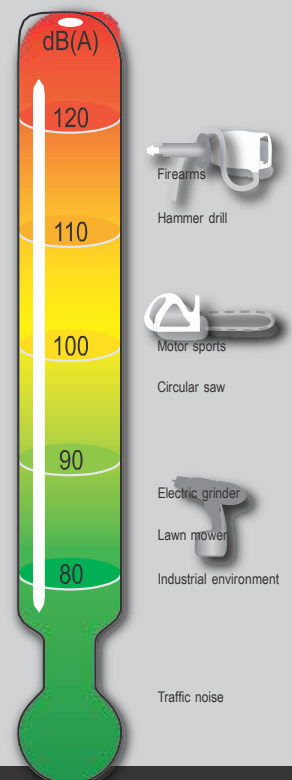 dB(A)
120
Firearms
Hammer drill
110
100
Motor sports
Circular saw
90
Electric grinder
Lawn mower
80
Industrial environment
Traffic noise